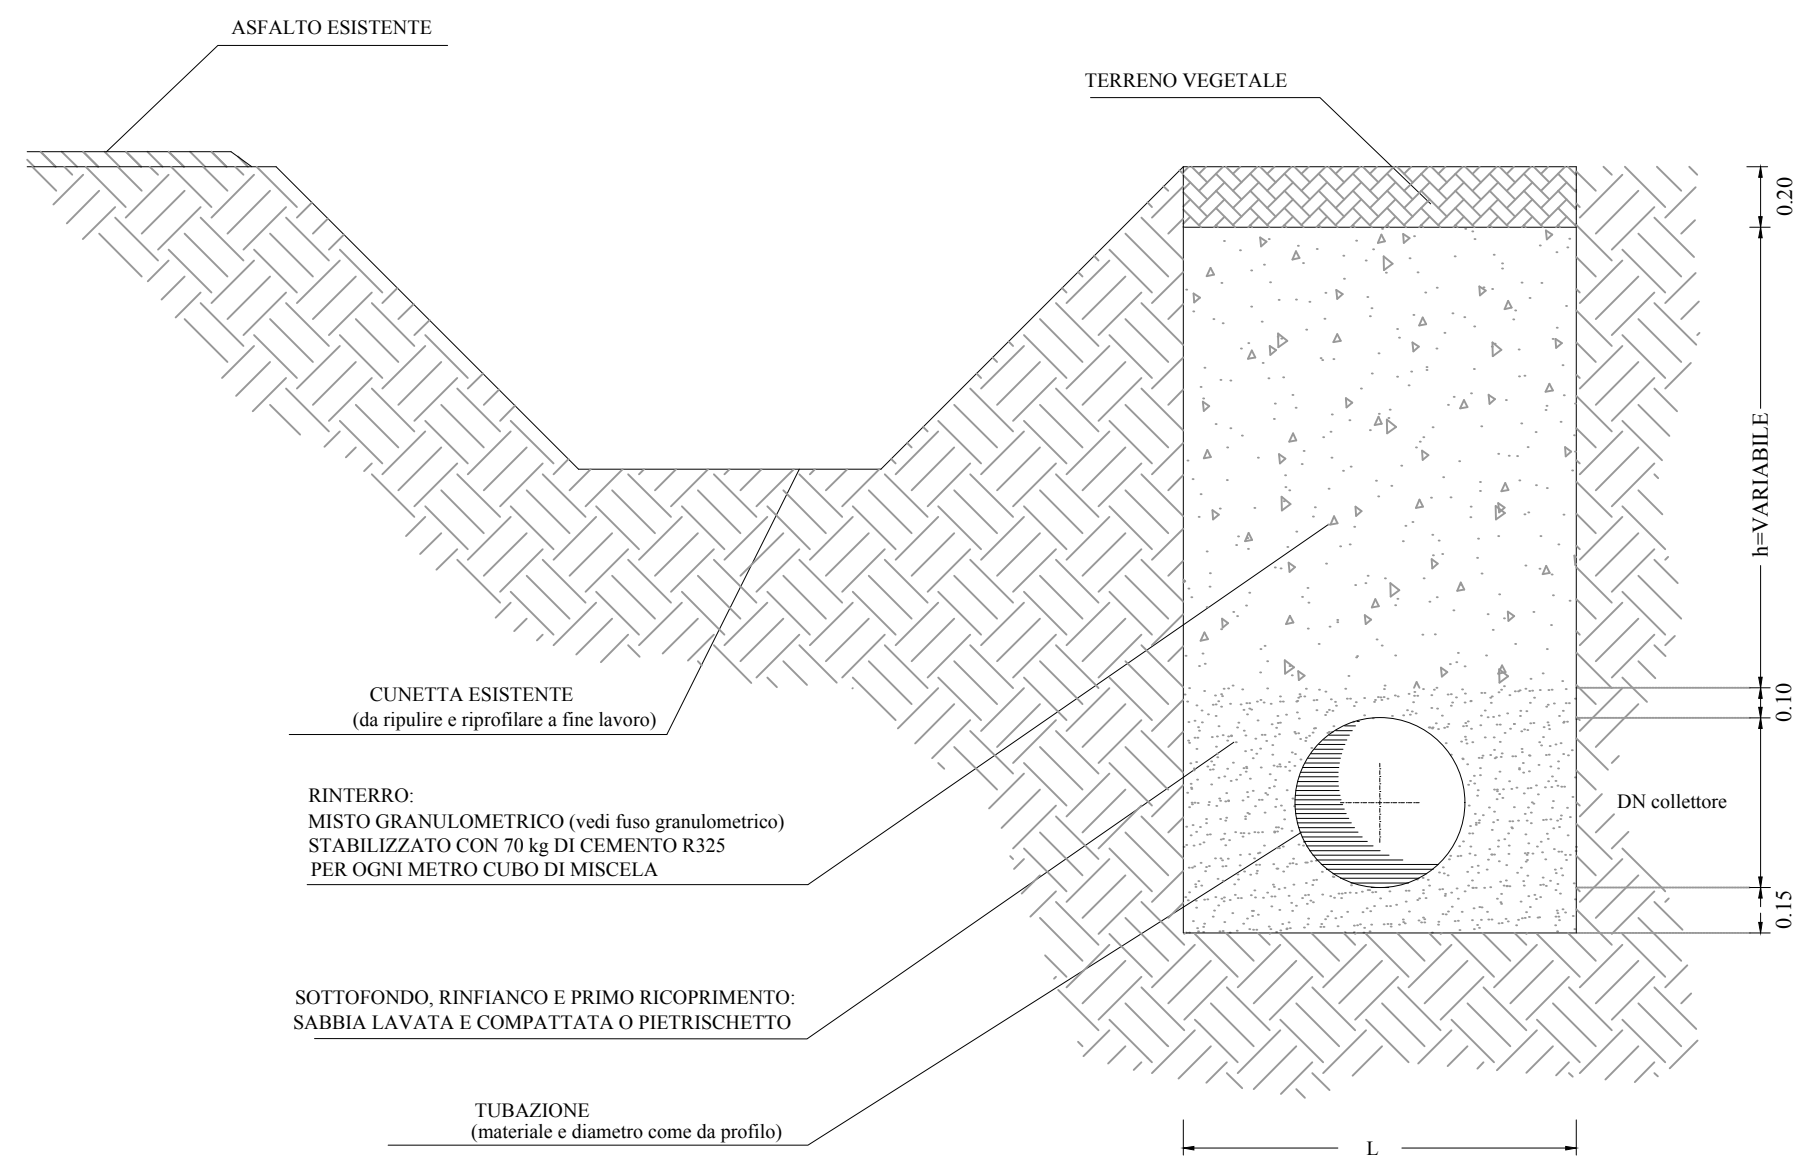 ASFALTO ESISTENTE
TERRENO VEGETALE
0.20
h=VARIABILE
0.10
DN collettore
0.15
CUNETTA ESISTENTE
(da ripulire e riprofilare a fine lavoro)
RINTERRO:
MISTO GRANULOMETRICO (vedi fuso granulometrico)
STABILIZZATO CON 70 kg DI CEMENTO R325
PER OGNI METRO CUBO DI MISCELA
SOTTOFONDO, RINFIANCO E PRIMO RICOPRIMENTO:
SABBIA LAVATA E COMPATTATA O PIETRISCHETTO
TUBAZIONE
(materiale e diametro come da profilo)
L